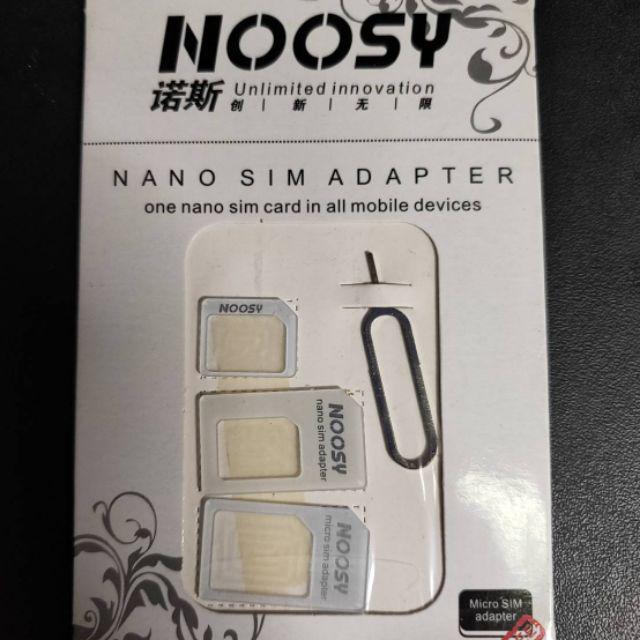 NOOSY
诺斯 Unlimited innovation
创 | 新 | 无 | 限
NANO SIM ADAPTER
one nano sim card in all mobile devices
NOOSY
NOOSY
nano sim adapter
NOOSY
micro sim adapter
Micro SIM
adapter